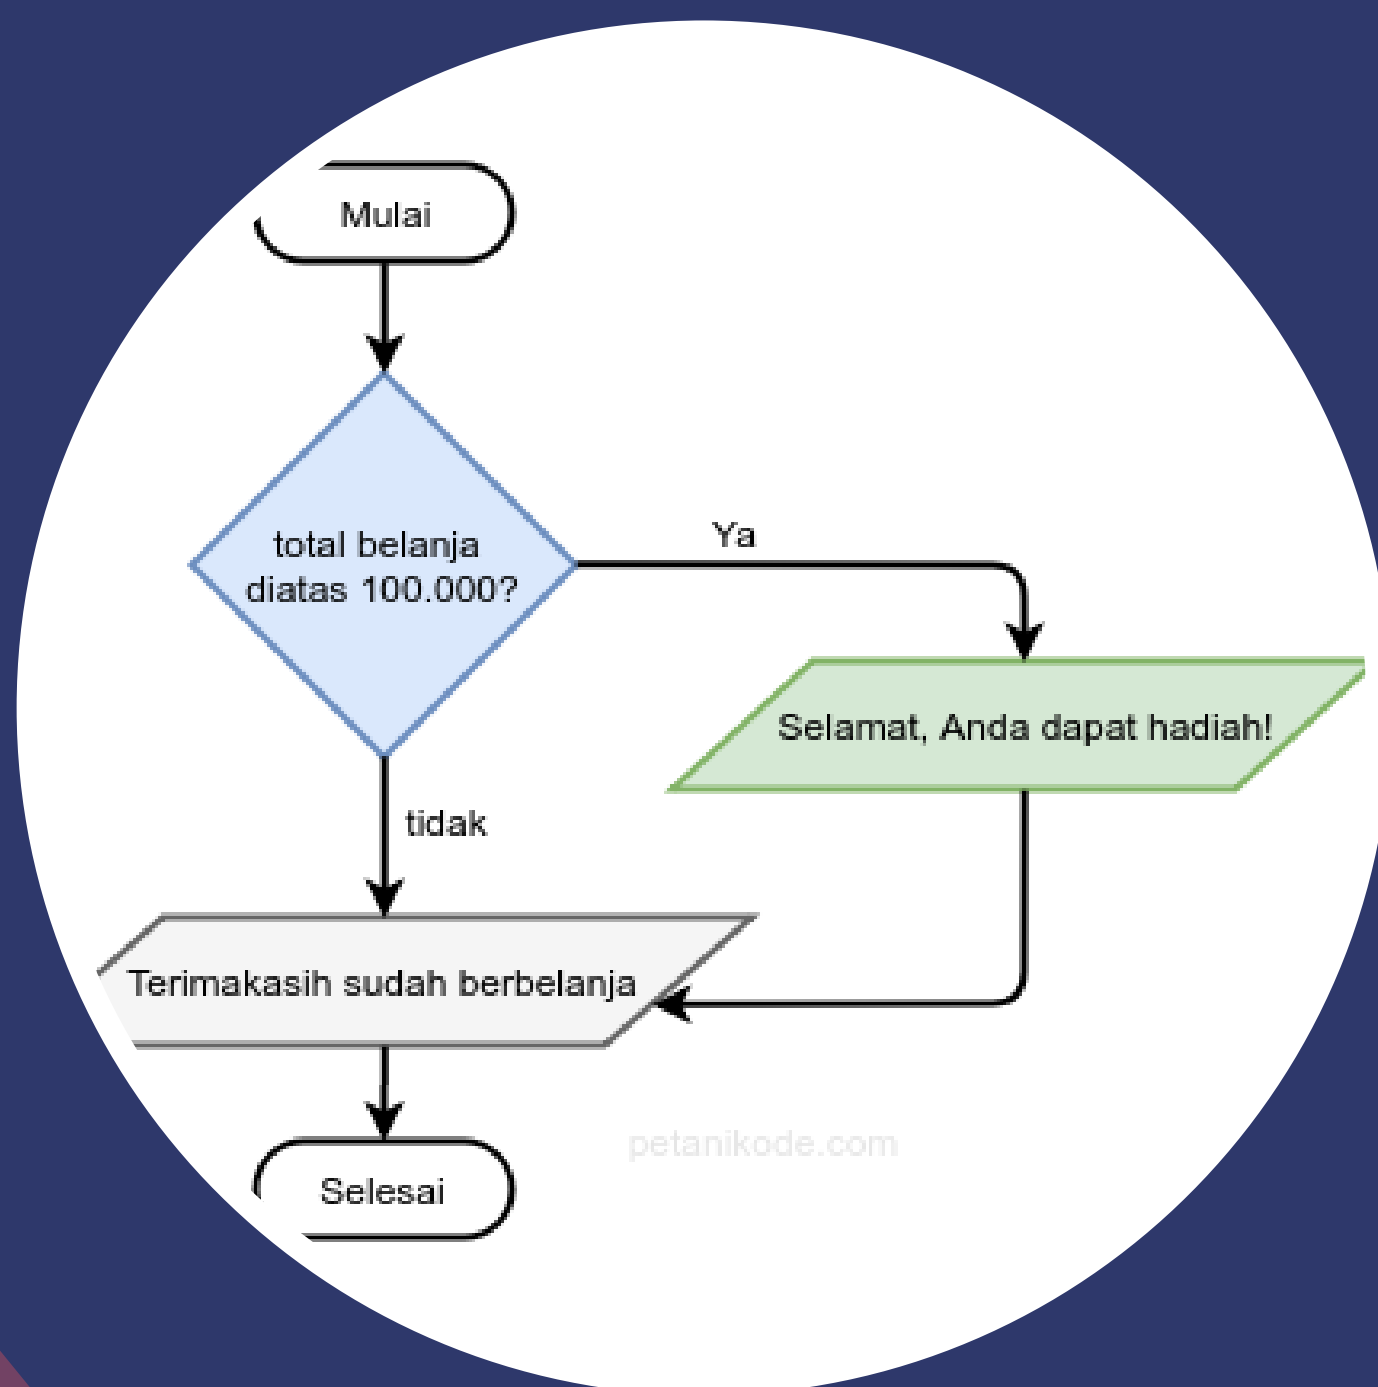 Mulai
total belanja
diatas 100.000?
Ya
Selamat, Anda dapat hadiah!
tidak
Terimakasih sudah berbelanja
petanikode.com
Selesai